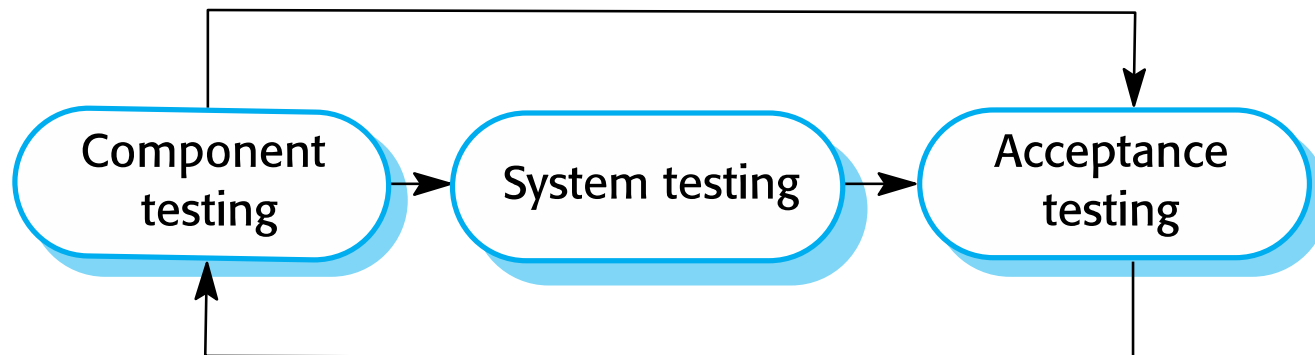 Component
testing
System testing
Acceptance
testing